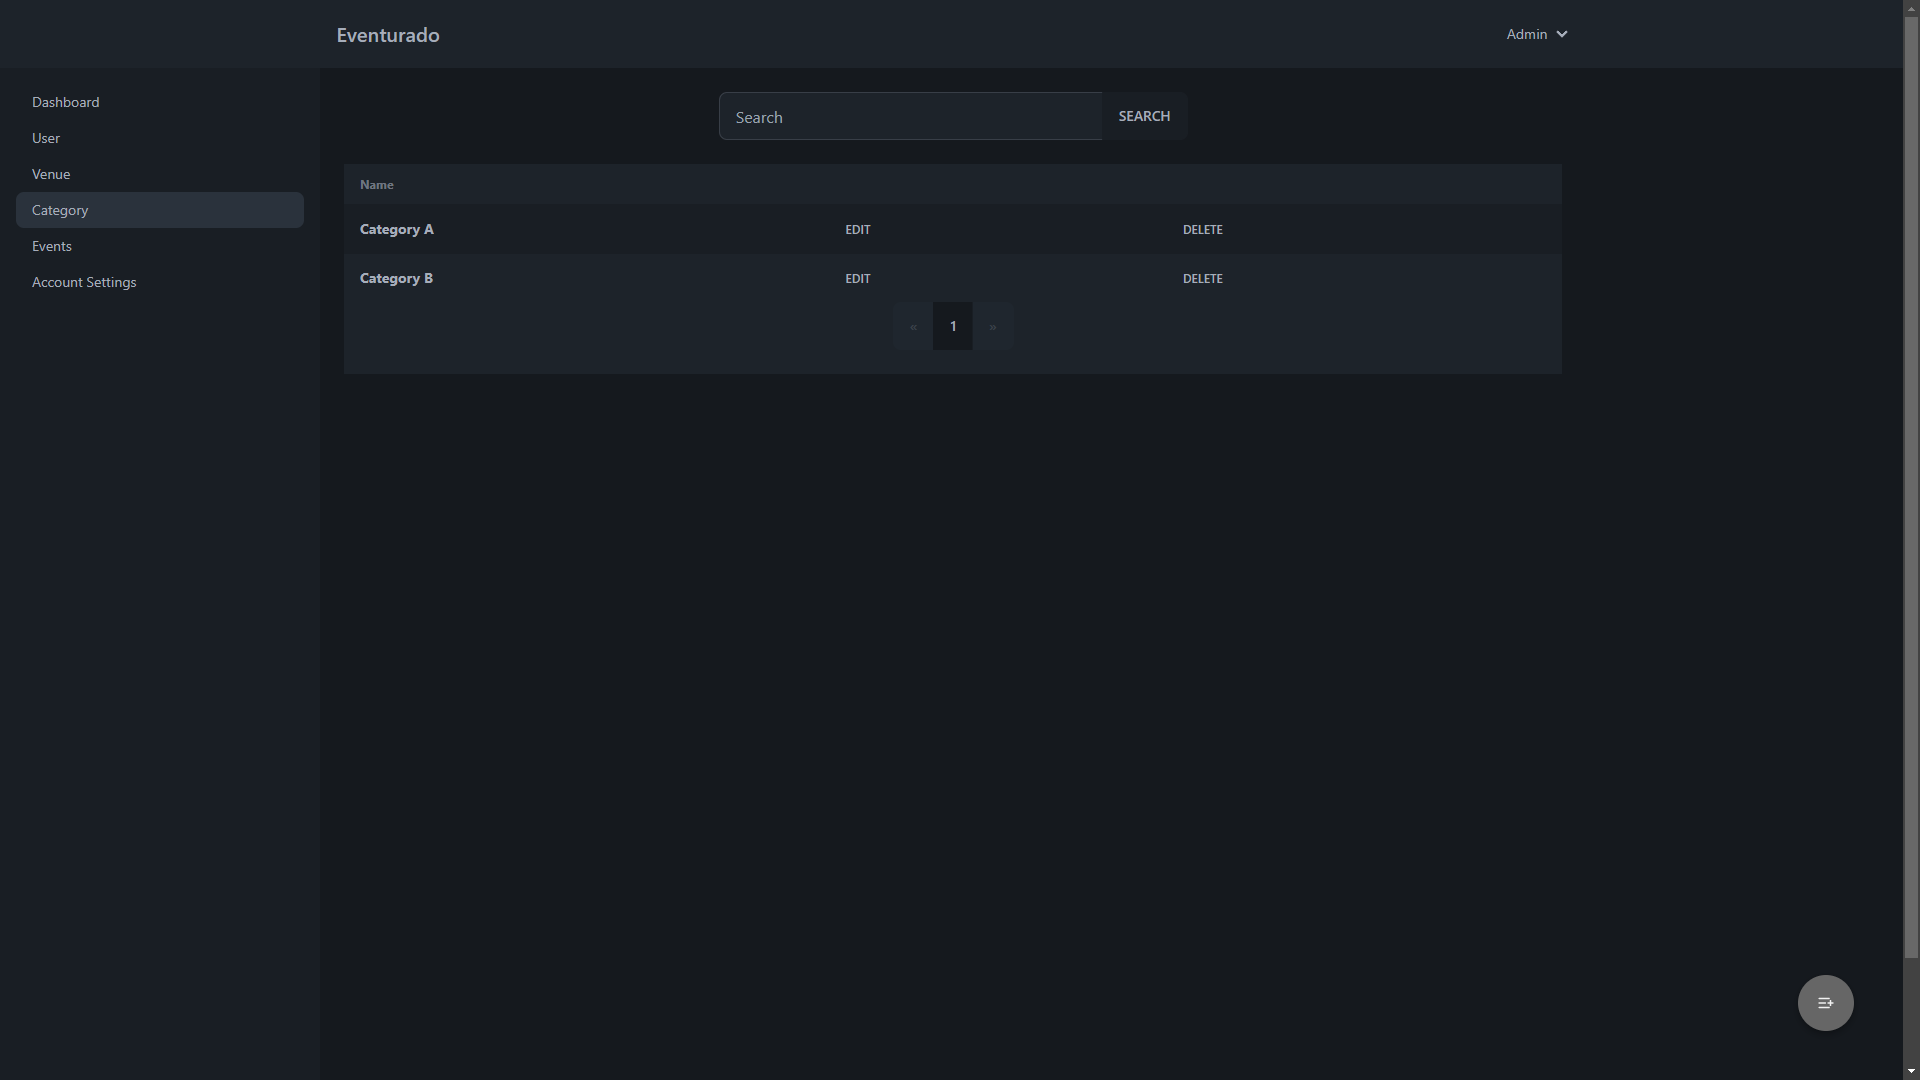 Eventurado
Admin
Dashboard
User
Venue
Category
Events
Account Settings
Search
SEARCH
Name
Category A EDIT DELETE
Category B EDIT DELETE
« 1 »